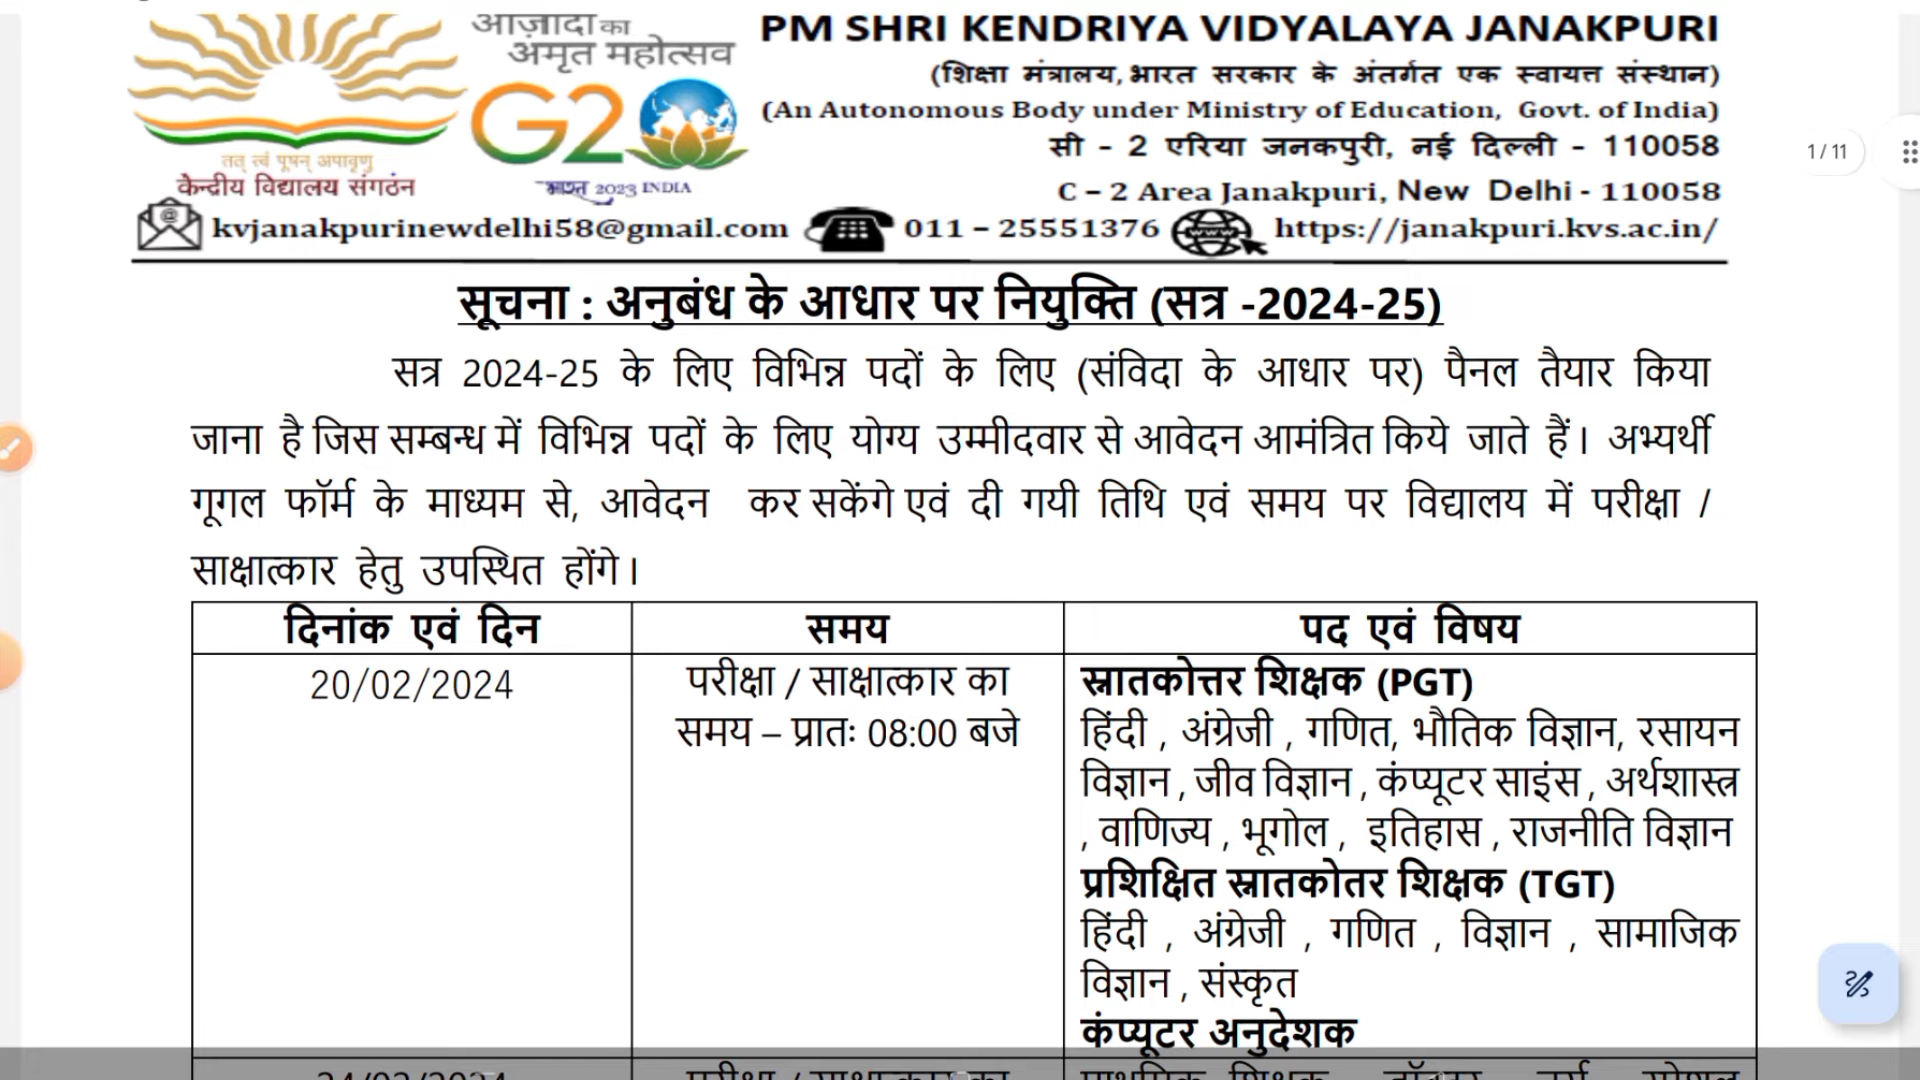 आज़ादी का
अमृत महोत्सव
G20
भारत 2023 INDIA
तत् त्वं पूषन् अपावृणु
केन्द्रीय विद्यालय संगठन
PM SHRI KENDRIYA VIDYALAYA JANAKPURI
(शिक्षा मंत्रालय, भारत सरकार के अंतर्गत एक स्वायत्त संस्थान)
(An Autonomous Body under Ministry of Education, Govt. of India)
सी - 2 एरिया जनकपुरी, नई दिल्ली - 110058
C – 2 Area Janakpuri, New Delhi - 110058
kvjanakpurinewdelhi58@gmail.com 011 – 25551376 https://janakpuri.kvs.ac.in/
1 / 11
सूचना : अनुबंध के आधार पर नियुक्ति (सत्र -2024-25)
सत्र 2024-25 के लिए विभिन्न पदों के लिए (संविदा के आधार पर) पैनल तैयार किया
जाना है जिस सम्बन्ध में विभिन्न पदों के लिए योग्य उम्मीदवार से आवेदन आमंत्रित किये जाते हैं। अभ्यर्थी
गूगल फॉर्म के माध्यम से, आवेदन कर सकेंगे एवं दी गयी तिथि एवं समय पर विद्यालय में परीक्षा /
साक्षात्कार हेतु उपस्थित होंगे।
दिनांक एवं दिन समय पद एवं विषय
20/02/2024
परीक्षा / साक्षात्कार का
समय – प्रातः 08:00 बजे
स्नातकोत्तर शिक्षक (PGT)
हिंदी , अंग्रेजी , गणित, भौतिक विज्ञान, रसायन
विज्ञान , जीव विज्ञान , कंप्यूटर साइंस , अर्थशास्त्र
, वाणिज्य , भूगोल , इतिहास , राजनीति विज्ञान
प्रशिक्षित स्नातकोतर शिक्षक (TGT)
हिंदी , अंग्रेजी , गणित , विज्ञान , सामाजिक
विज्ञान , संस्कृत
कंप्यूटर अनुदेशक